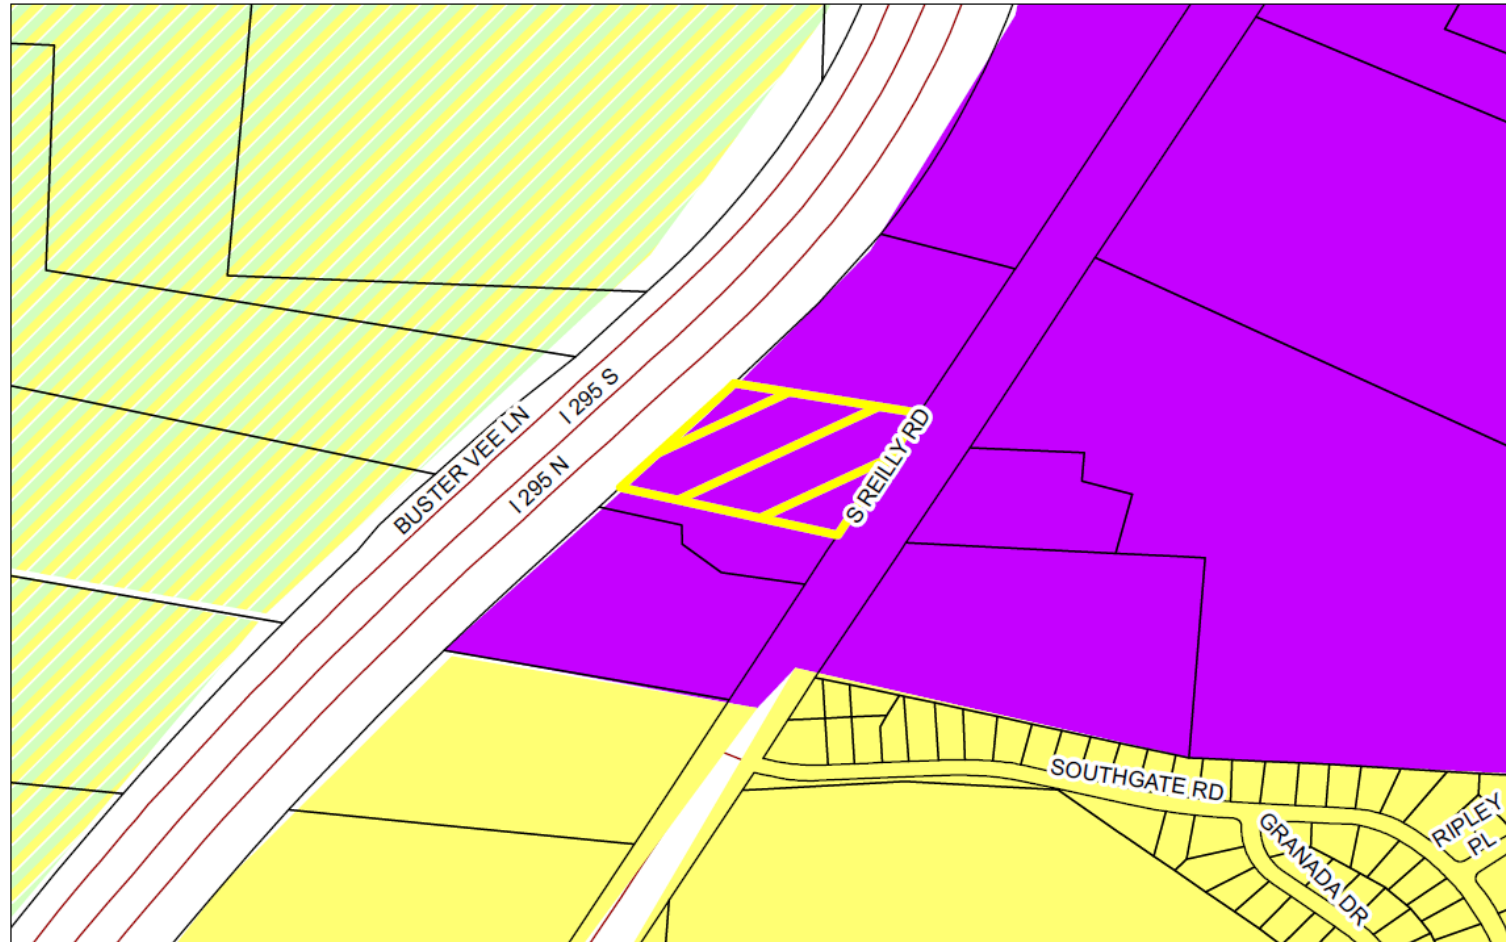 I 295 S
BUSTER VEE LN
I 295 N
S REILLY RD
SOUTHGATE RD
GRANADA DR
RIPLEY
PL